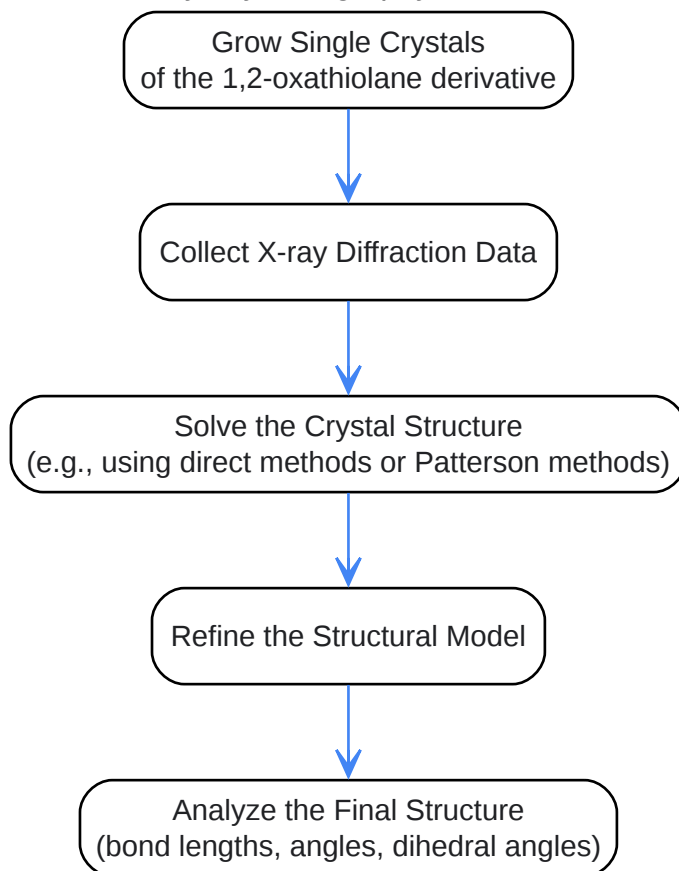 Grow Single Crystals
of the 1,2-oxathiolane derivative
Collect X-ray Diffraction Data
Solve the Crystal Structure
(e.g., using direct methods or Patterson methods)
Refine the Structural Model
Analyze the Final Structure
(bond lengths, angles, dihedral angles)